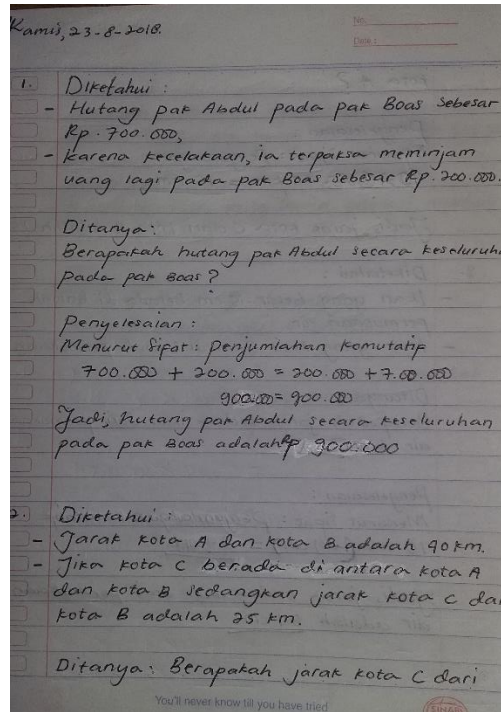 Kamis, 23-8-2018.
No.
Date :
1. Diketahui :
- Hutang pak Abdul pada pak Boas sebesar
Rp. 700.000,
- Karena kecelakaan, ia terpaksa meminjam
uang lagi pada pak Boas sebesar Rp. 200.000.
Ditanya:
Berapakah hutang pak Abdul secara keseluruh
pada pak Boas ?
Penyelesaian :
Menurut Sifat : penjumlahan komutatif
700.000 + 200.000 = 200.000 + 7.00.000
900.000 = 900.000
Jadi, hutang pak Abdul secara keseluruhan
pada pak Boas adalah Rp 900.000
2. Diketahui :
- Jarak kota A dan kota B adalah 40 km.
- Jika kota C berada di antara kota A
dan kota B sedangkan jarak kota C da
kota B adalah 25 km.
Ditanya : Berapakah jarak kota C dari
You'll never know till you have tried
SINAR